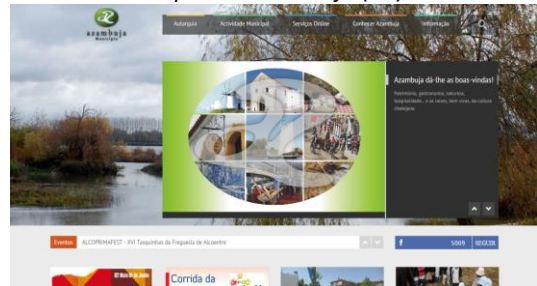 azambuja
Município
Autarquia Actividade Municipal Serviços Online Conhecer Azambuja Informação
Azambuja dá-lhe as boas-vindas!
Património, gastronomia, natureza,
hospitalidade... e as raízes, bem vivas, da cultura
ribatejana.
Eventos ALCOPRIMAFEST - XVI Tasquinhas da Freguesia de Alcoentre
f 5009 SEGUIR
Corrida da